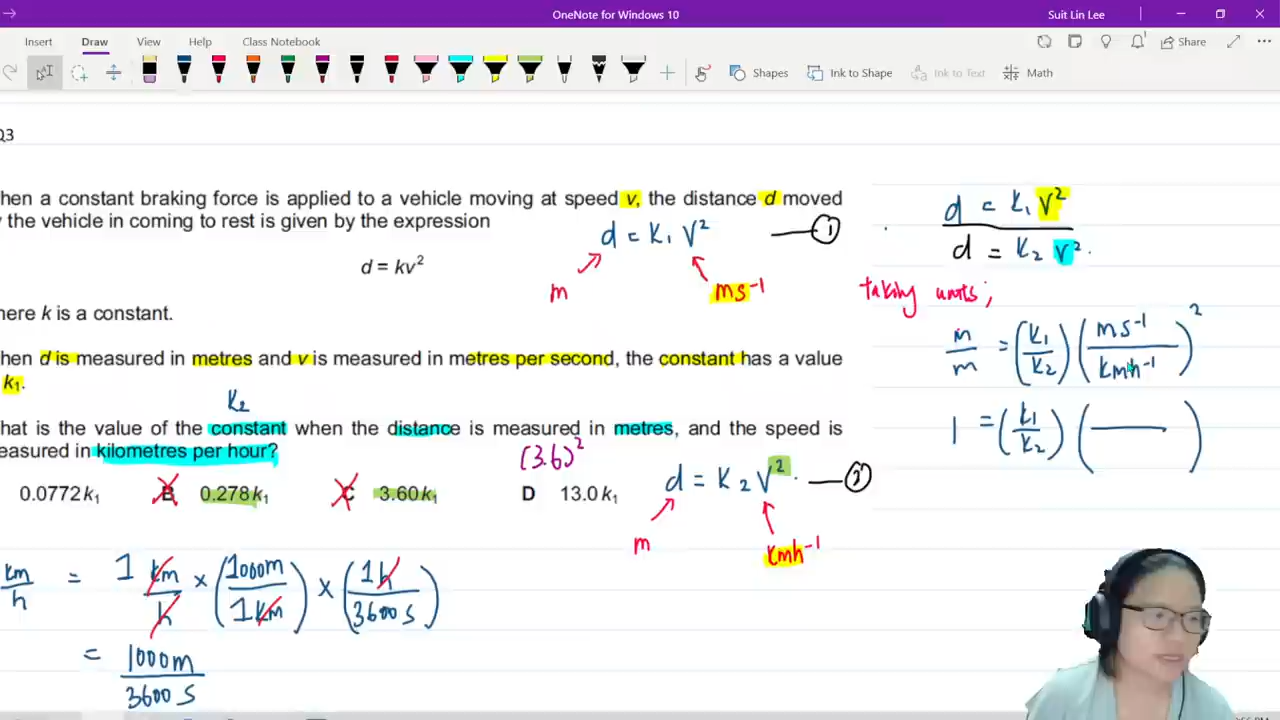 OneNote for Windows 10
Suit Lin Lee
Insert Draw View Help Class Notebook
Share
Shapes Ink to Shape Ink to Text Math
Q3
hen a constant braking force is applied to a vehicle moving at speed v, the distance d moved
y the vehicle in coming to rest is given by the expression
d = kv²
d = k₁ v² —①
m
ms⁻¹
here k is a constant.
hen d is measured in metres and v is measured in metres per second, the constant has a value
k₁.
k₂
hat is the value of the constant when the distance is measured in metres, and the speed is
easured in kilometres per hour?
(3.6)²
0.0772 k₁ B 0.278 k₁ C 3.60 k₁ D 13.0 k₁
d = k₂ v². —②
m
kmh⁻¹
km/h = 1 km/h × (1000m/1km) × (1h/3600s)
= 1000m/3600s
d = k₁ v²
d = k₂ v².
taking units;
m/m = (k₁/k₂) (ms⁻¹/kmh⁻¹)²
1 = (k₁/k₂) ( )